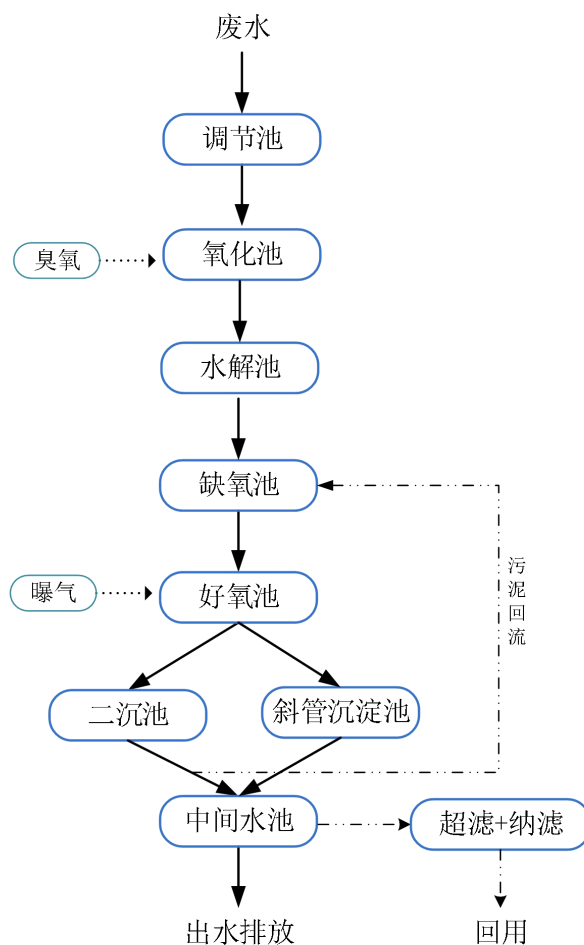 废水
调节池
臭氧
氧化池
水解池
缺氧池
污泥回流
曝气
好氧池
二沉池
斜管沉淀池
中间水池
超滤+纳滤
出水排放
回用